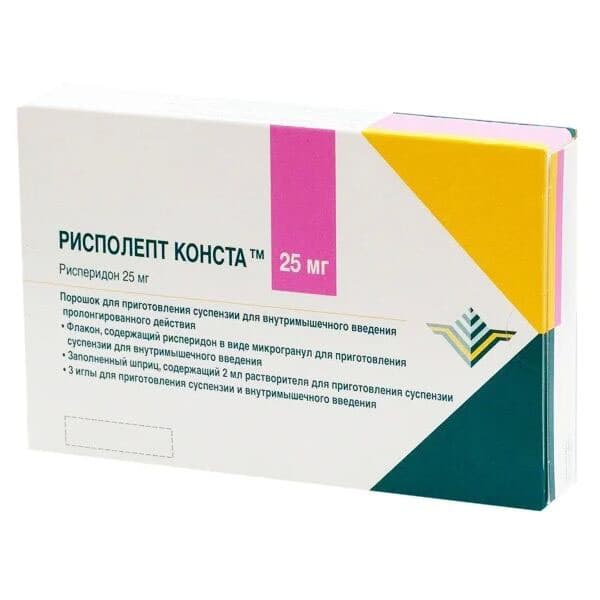 РИСПОЛЕПТ КОНСТА™
25 мг
Рисперидон 25 мг
Порошок для приготовления суспензии для внутримышечного введения
пролонгированного действия
• Флакон, содержащий рисперидон в виде микрогранул для приготовления
суспензии для внутримышечного введения
• Заполненный шприц, содержащий 2 мл растворителя для приготовления суспензии
• 3 иглы для приготовления суспензии и внутримышечного введения